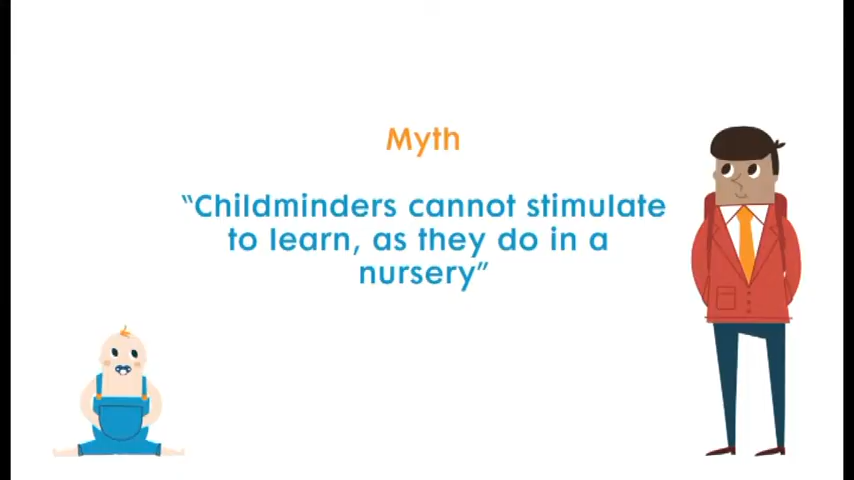 Myth
“Childminders cannot stimulate
to learn, as they do in a
nursery”